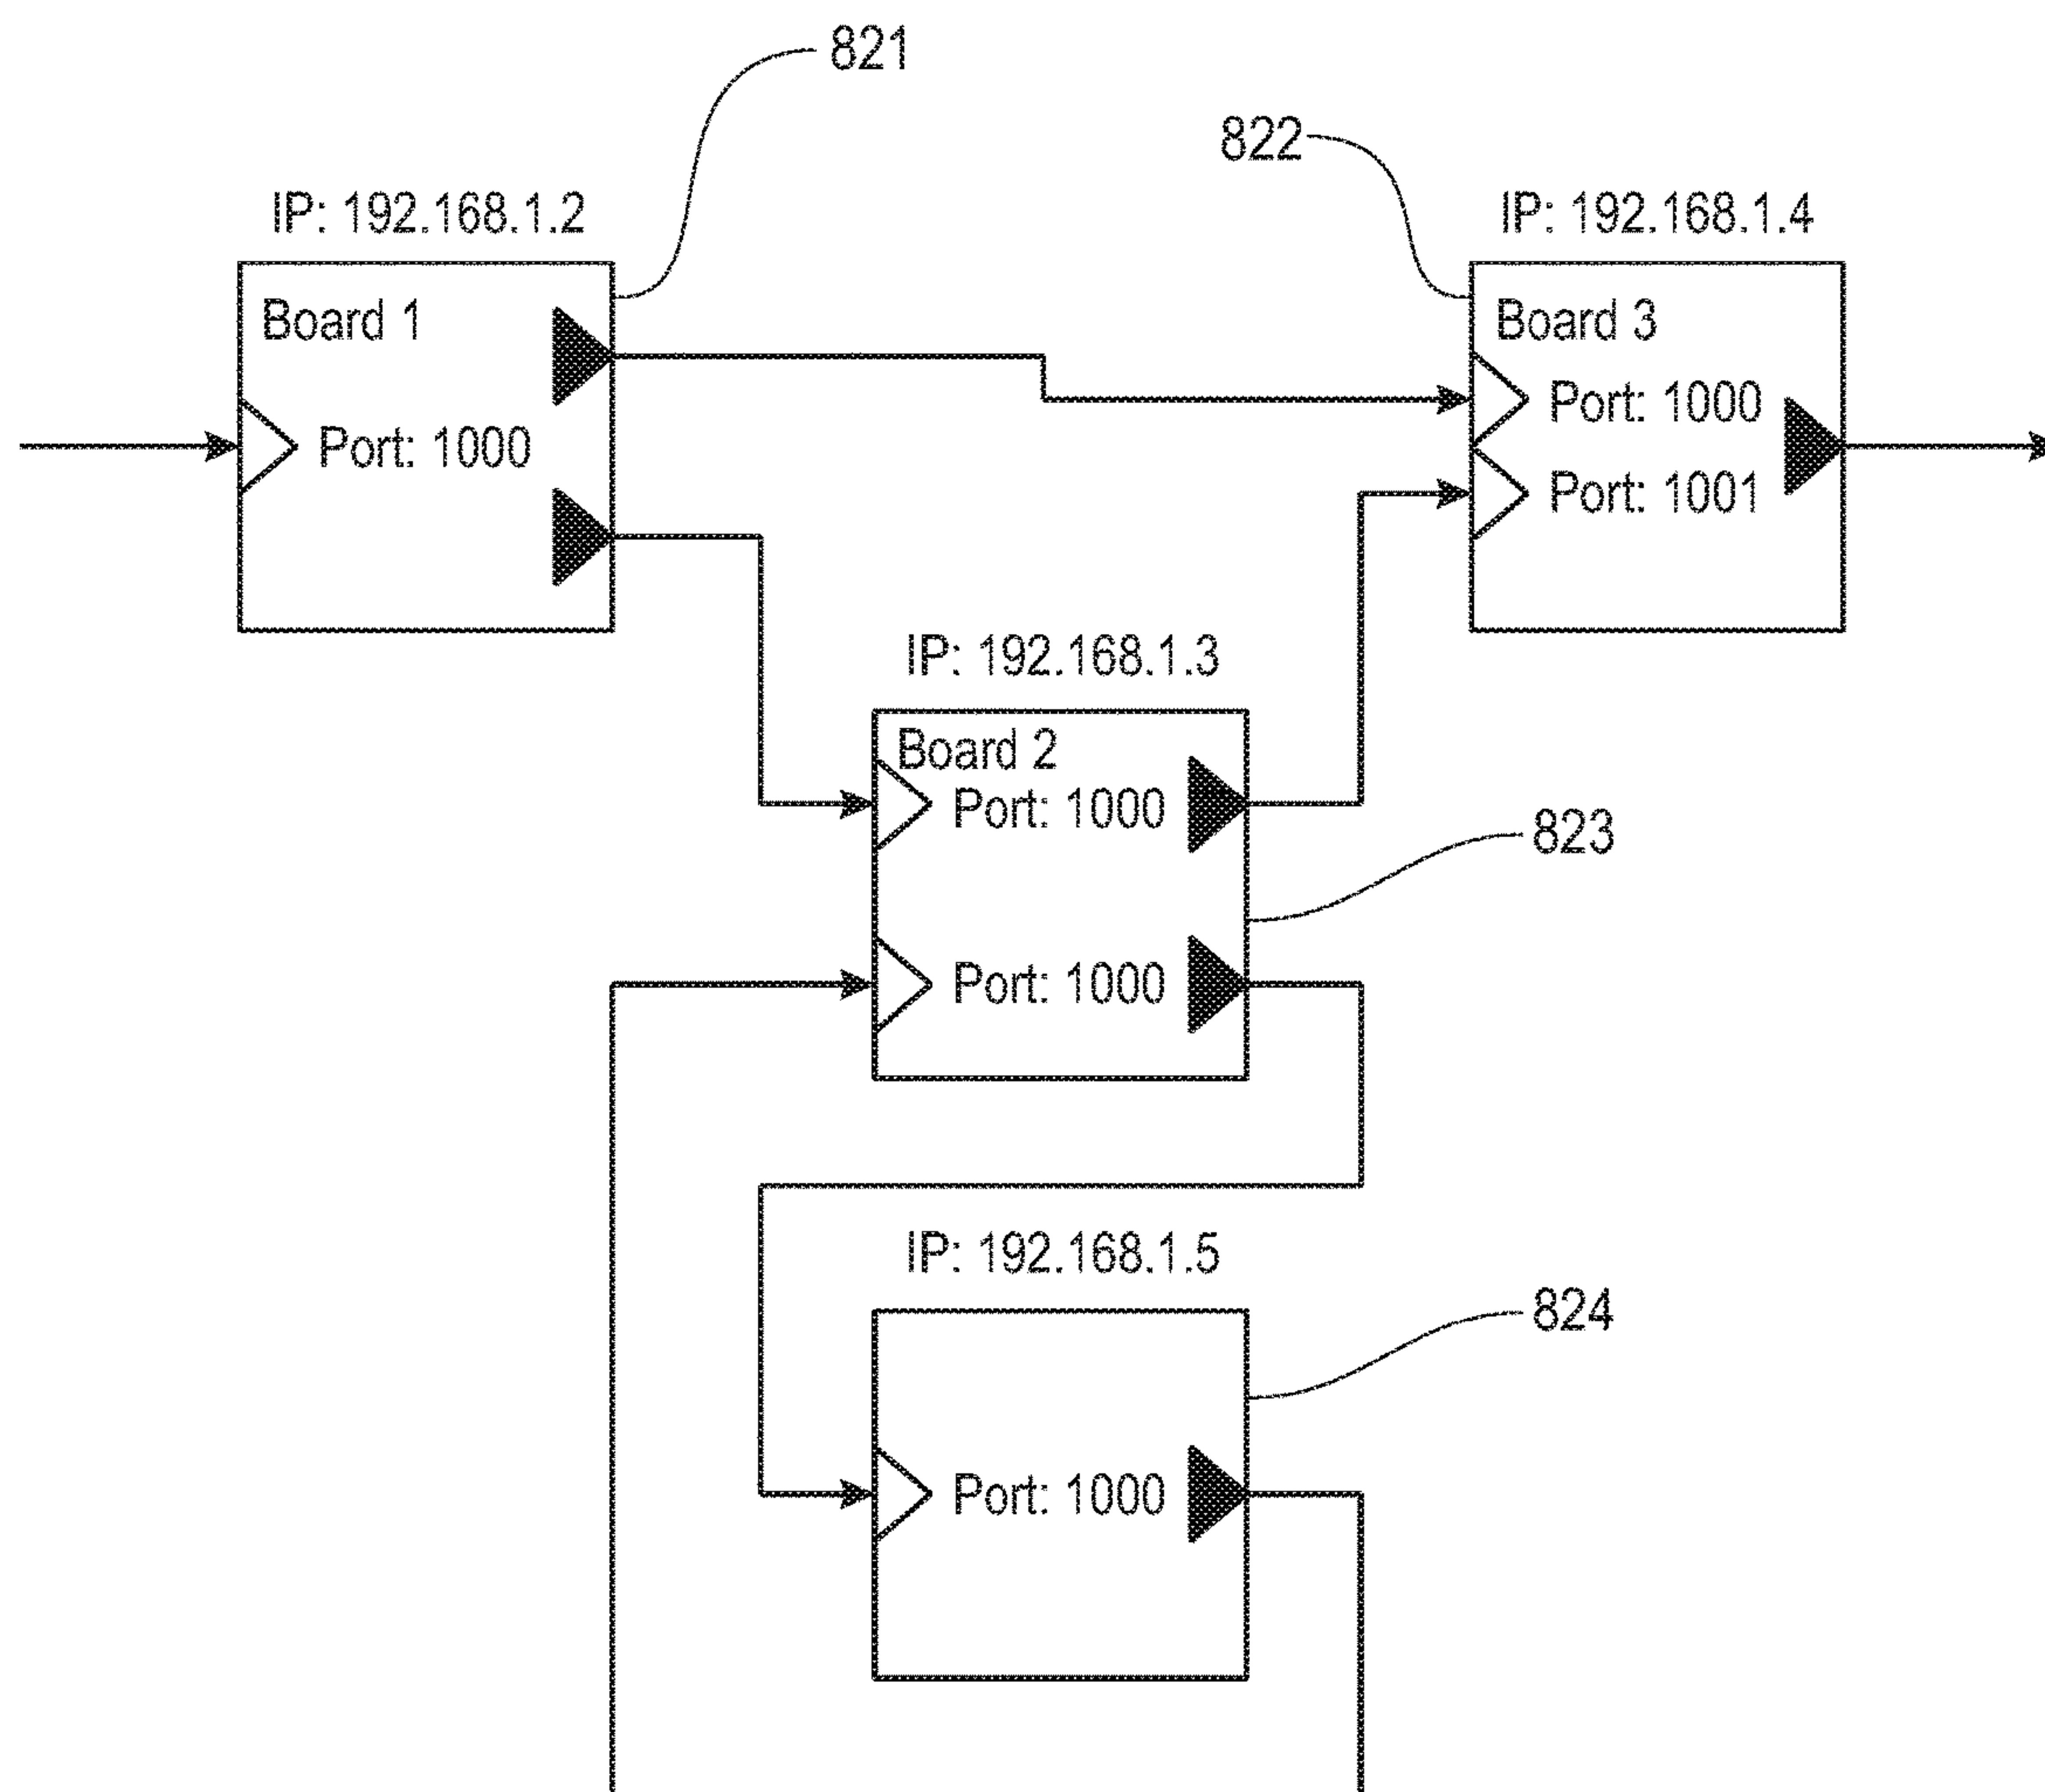 821
822
IP: 192.168.1.2
IP: 192.168.1.4
Board 1
Port: 1000
Board 3
Port: 1000
Port: 1001
IP: 192.168.1.3
Board 2
Port: 1000
823
Port: 1000
IP: 192.168.1.5
824
Port: 1000